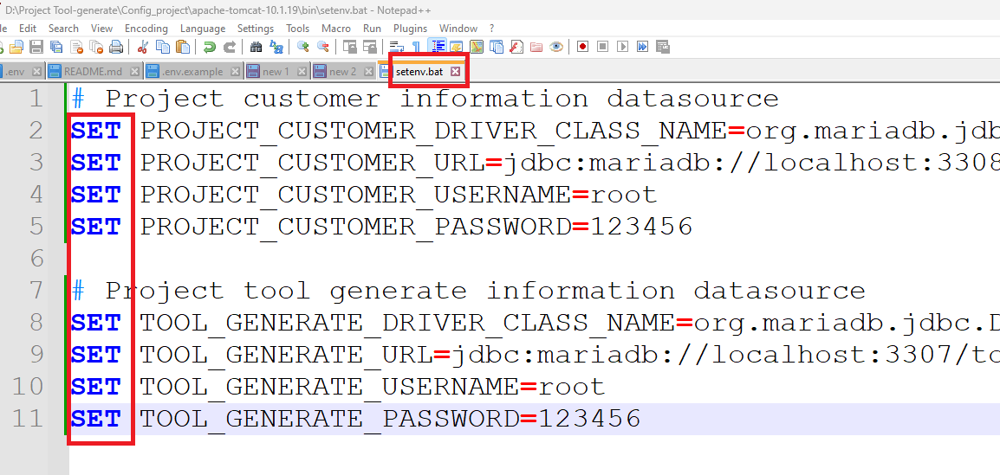 D:\Project Tool-generate\Config_project\apache-tomcat-10.1.19\bin\setenv.bat - Notepad++
le Edit Search View Encoding Language Settings Tools Macro Run Plugins Window ?
.env README.md .env.example new 1 new 2 setenv.bat
1 # Project customer information datasource
2 SET PROJECT_CUSTOMER_DRIVER_CLASS_NAME=org.mariadb.jdb
3 SET PROJECT_CUSTOMER_URL=jdbc:mariadb://localhost:3308
4 SET PROJECT_CUSTOMER_USERNAME=root
5 SET PROJECT_CUSTOMER_PASSWORD=123456
6
7 # Project tool generate information datasource
8 SET TOOL_GENERATE_DRIVER_CLASS_NAME=org.mariadb.jdbc.D
9 SET TOOL_GENERATE_URL=jdbc:mariadb://localhost:3307/to
10 SET TOOL_GENERATE_USERNAME=root
11 SET TOOL_GENERATE_PASSWORD=123456